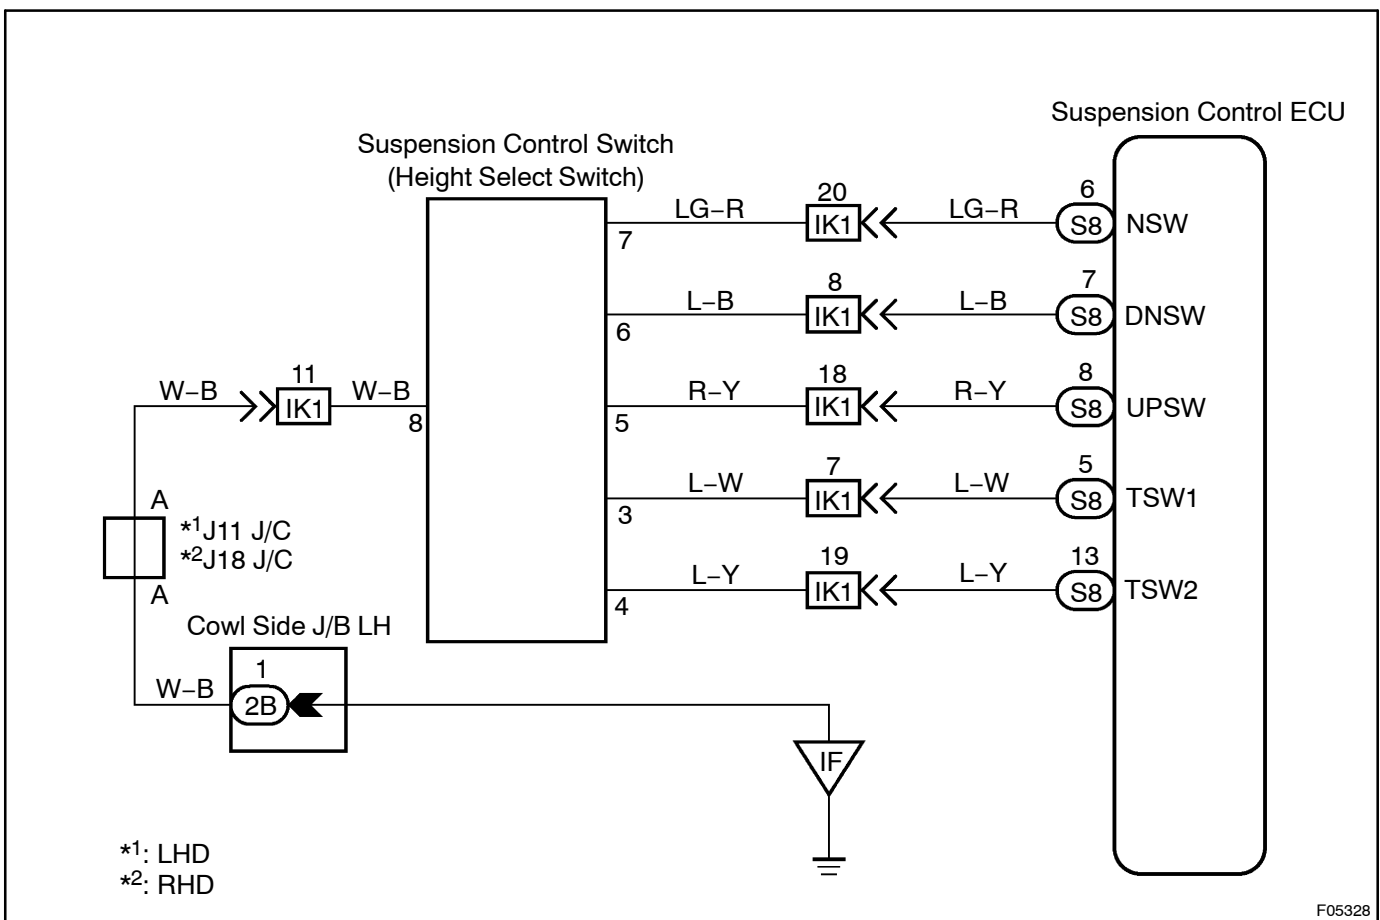 Suspension Control ECU
Suspension Control Switch
(Height Select Switch)
LG–R
20
IK1
LG–R
6
S8
NSW
7
L–B
8
IK1
L–B
7
S8
DNSW
6
W–B
11
IK1
W–B
8
R–Y
18
IK1
R–Y
8
S8
UPSW
5
L–W
7
IK1
L–W
5
S8
TSW1
3
A
*1J11 J/C
*2J18 J/C
A
L–Y
19
IK1
L–Y
13
S8
TSW2
4
Cowl Side J/B LH
W–B
1
2B
IF
*1: LHD
*2: RHD
F05328